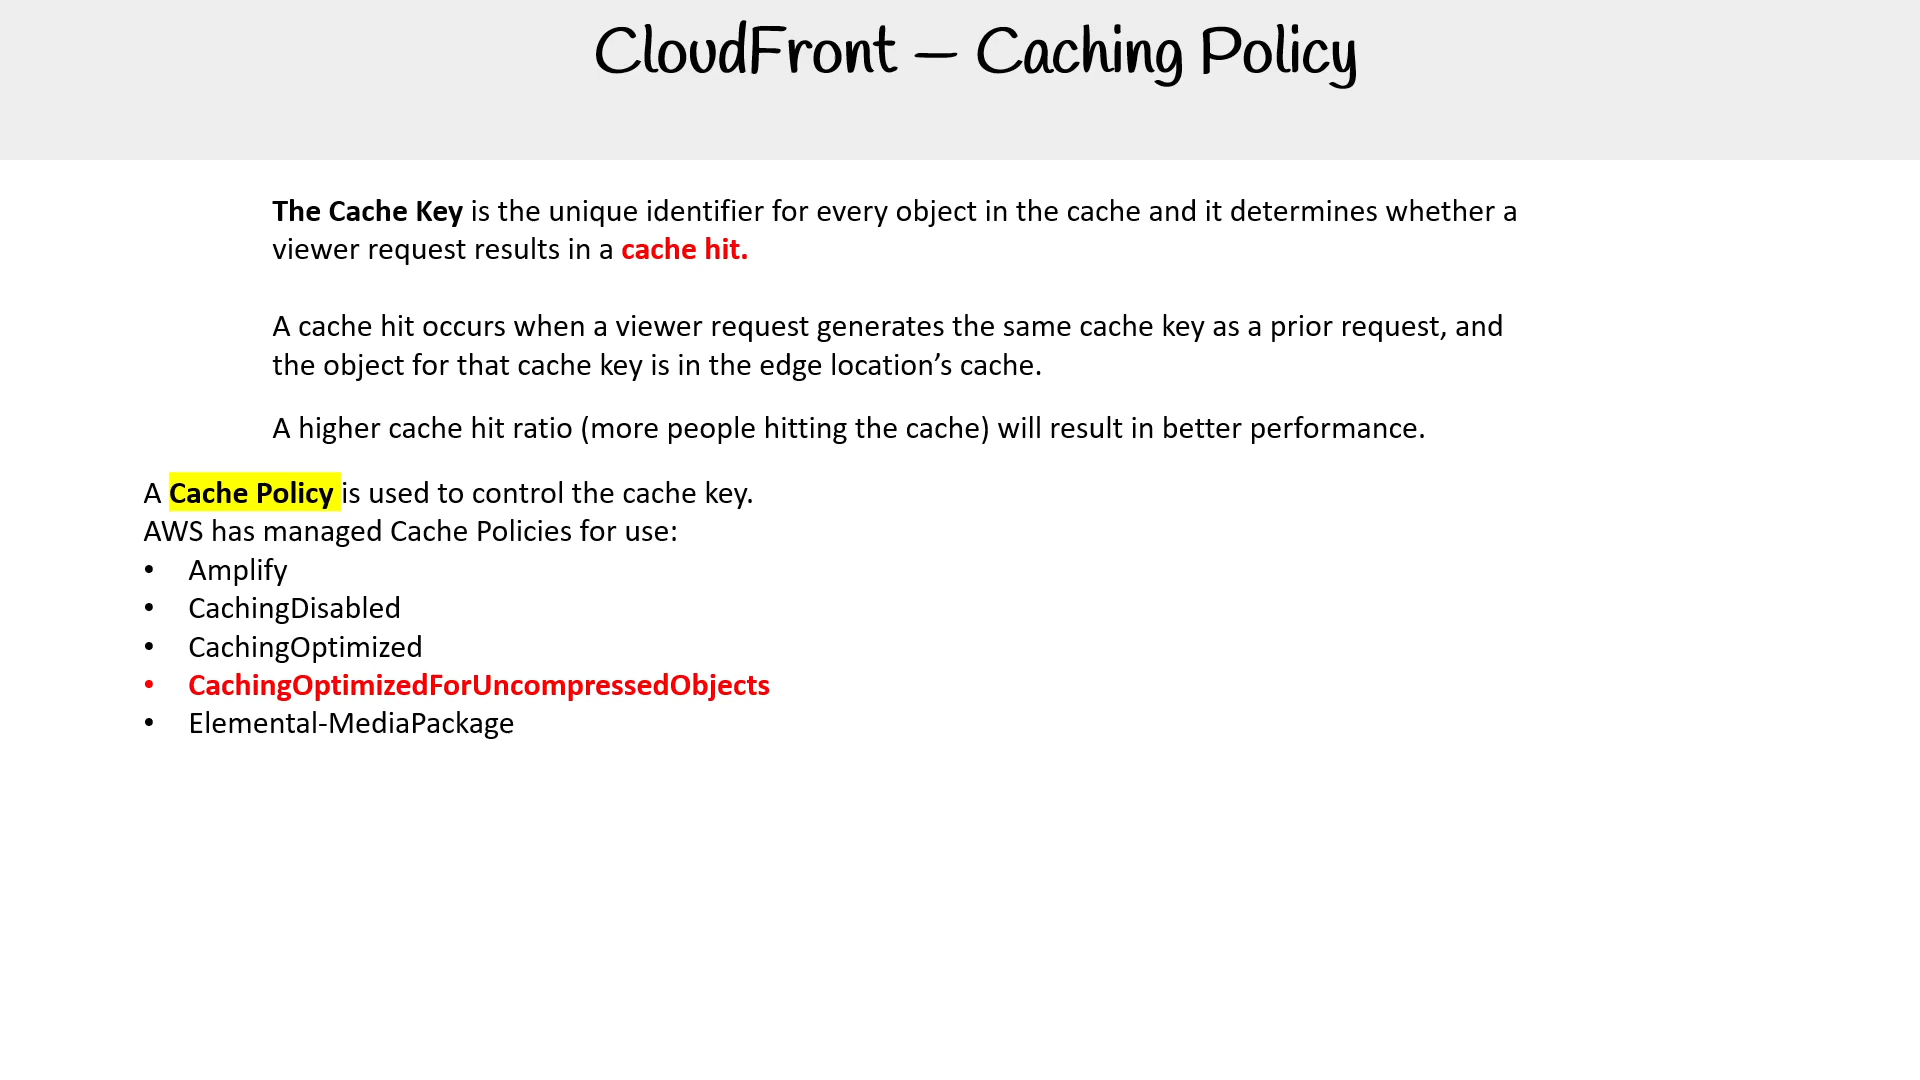 CloudFront — Caching Policy
The Cache Key is the unique identifier for every object in the cache and it determines whether a
viewer request results in a cache hit.
A cache hit occurs when a viewer request generates the same cache key as a prior request, and
the object for that cache key is in the edge location’s cache.
A higher cache hit ratio (more people hitting the cache) will result in better performance.
A Cache Policy is used to control the cache key.
AWS has managed Cache Policies for use:
• Amplify
• CachingDisabled
• CachingOptimized
• CachingOptimizedForUncompressedObjects
• Elemental-MediaPackage